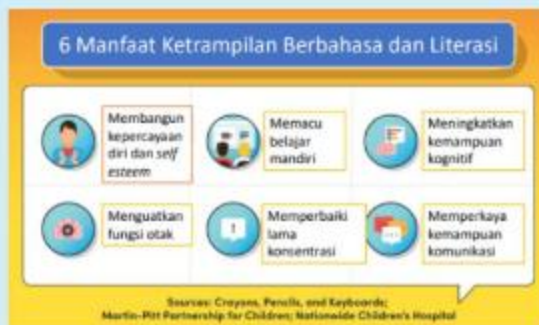 6 Manfaat Ketrampilan Berbahasa dan Literasi
Membangun
kepercayaan
diri dan self
esteem
Memacu
belajar
mandiri
Meningkatkan
kemampuan
kognitif
Menguatkan
fungsi otak
Memperbaiki
lama
konsentrasi
Memperkaya
kemampuan
komunikasi
Sources: Crayons, Pencils, and Keyboards;
Martin-Pitt Partnership for Children; Nationwide Children's Hospital